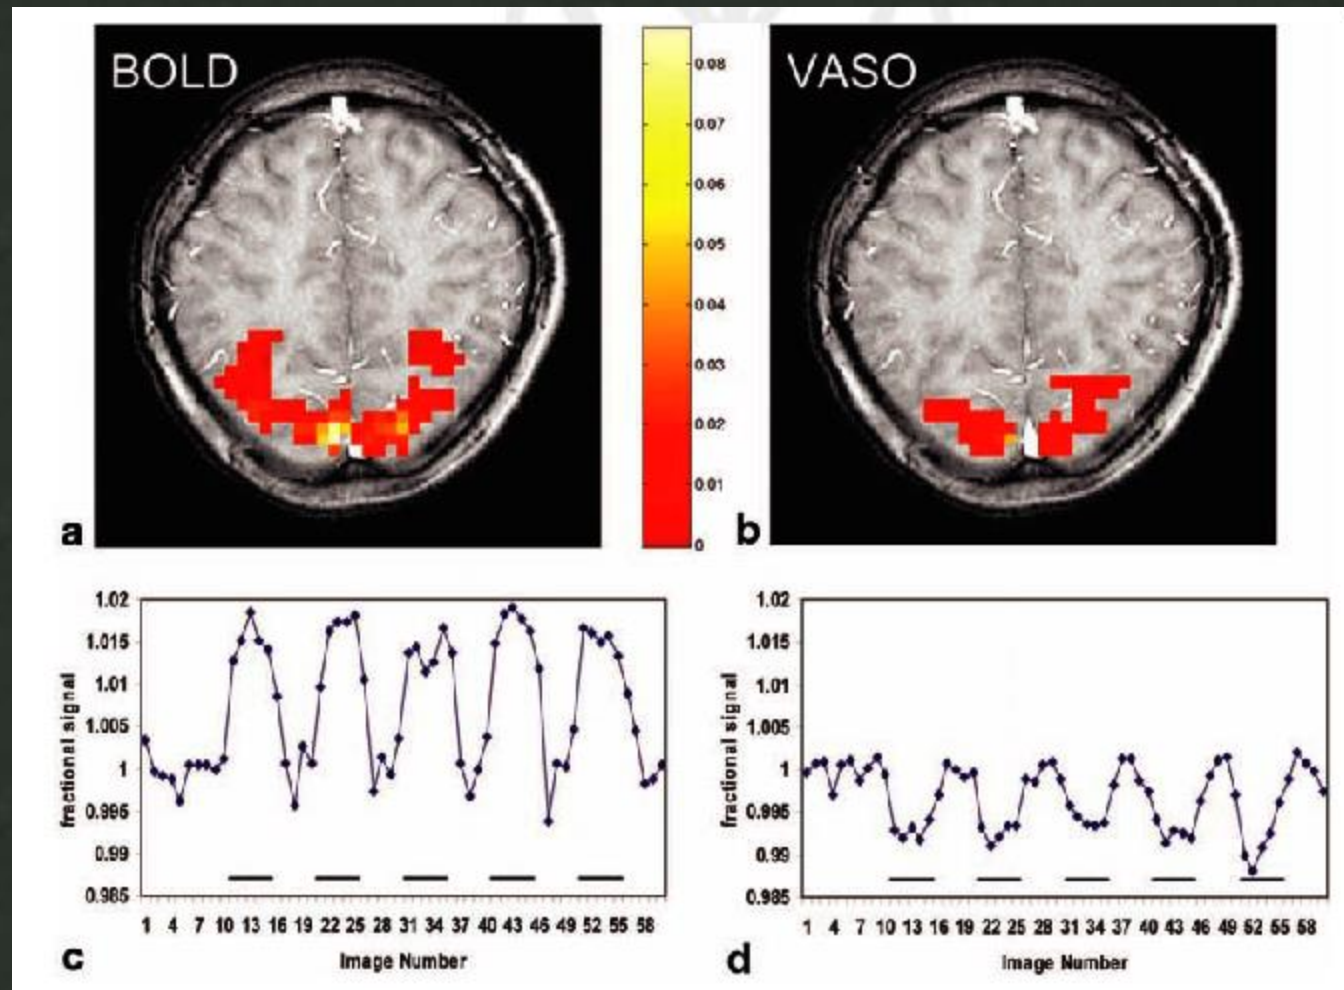 BOLD
0.08
0.07
0.06
0.05
0.04
0.03
0.02
0.01
0
VASO
a
b
1.02
1.015
1.01
1.005
1
0.995
0.99
0.985
fractional signal
1 4 7 10 13 16 19 22 25 28 31 34 37 40 43 46 49 52 55 58
Image Number
c
1.02
1.015
1.01
1.005
1
0.995
0.99
0.985
fractional signal
1 4 7 10 13 16 19 22 25 28 31 34 37 40 43 46 49 52 55 58
Image Number
d